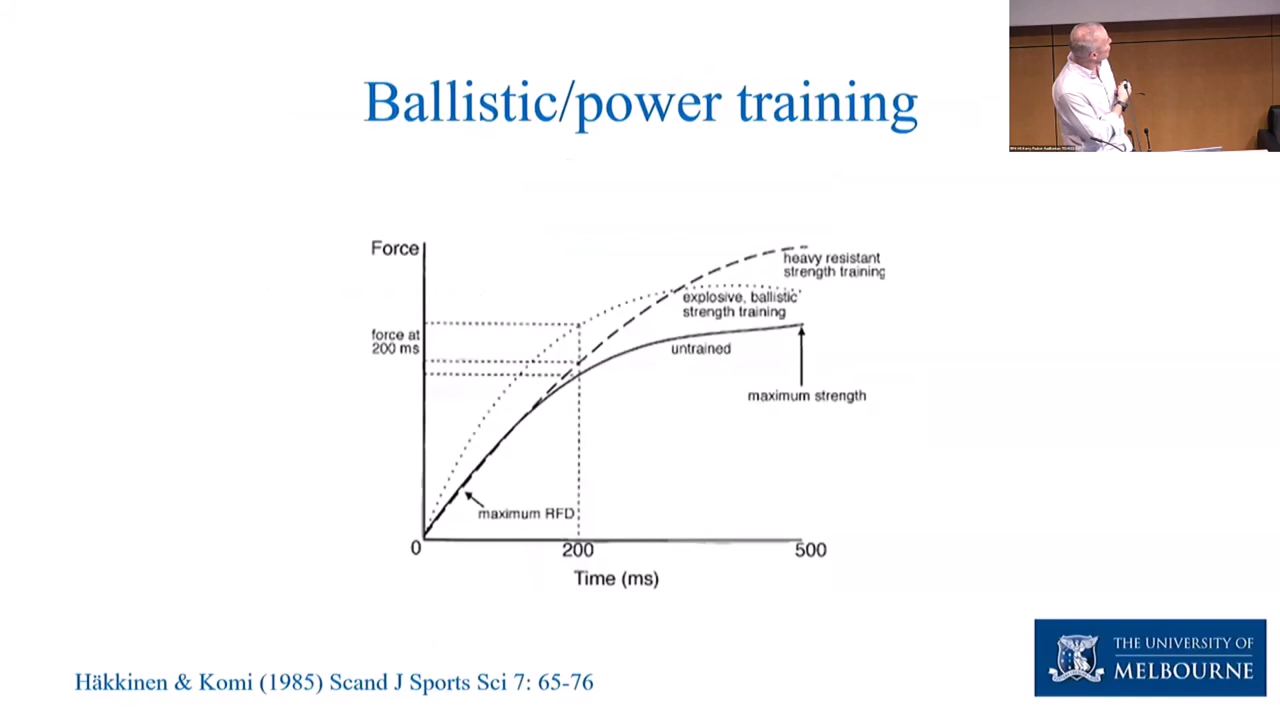 Ballistic/power training
Force
heavy resistant
strength training
explosive, ballistic
strength training
force at
200 ms
untrained
maximum strength
maximum RFD
0
200
500
Time (ms)
THE UNIVERSITY OF
MELBOURNE
Häkkinen & Komi (1985) Scand J Sports Sci 7: 65-76